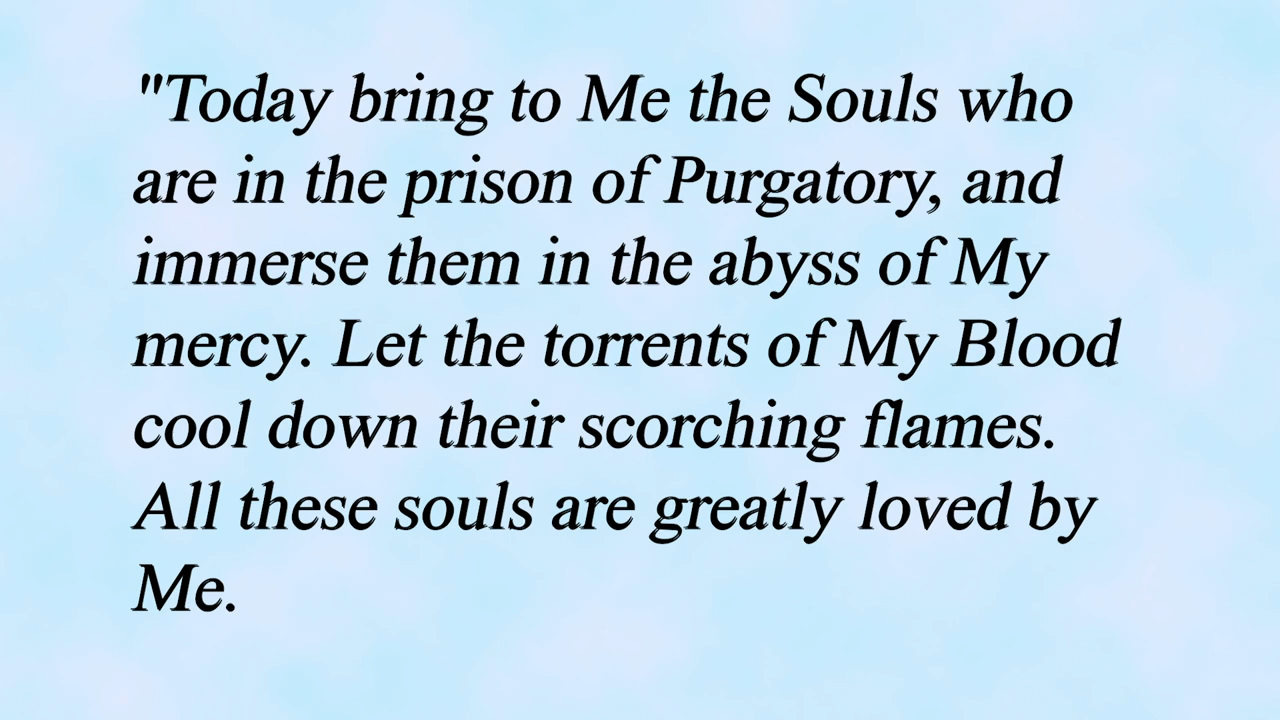 "Today bring to Me the Souls who
are in the prison of Purgatory, and
immerse them in the abyss of My
mercy. Let the torrents of My Blood
cool down their scorching flames.
All these souls are greatly loved by
Me.